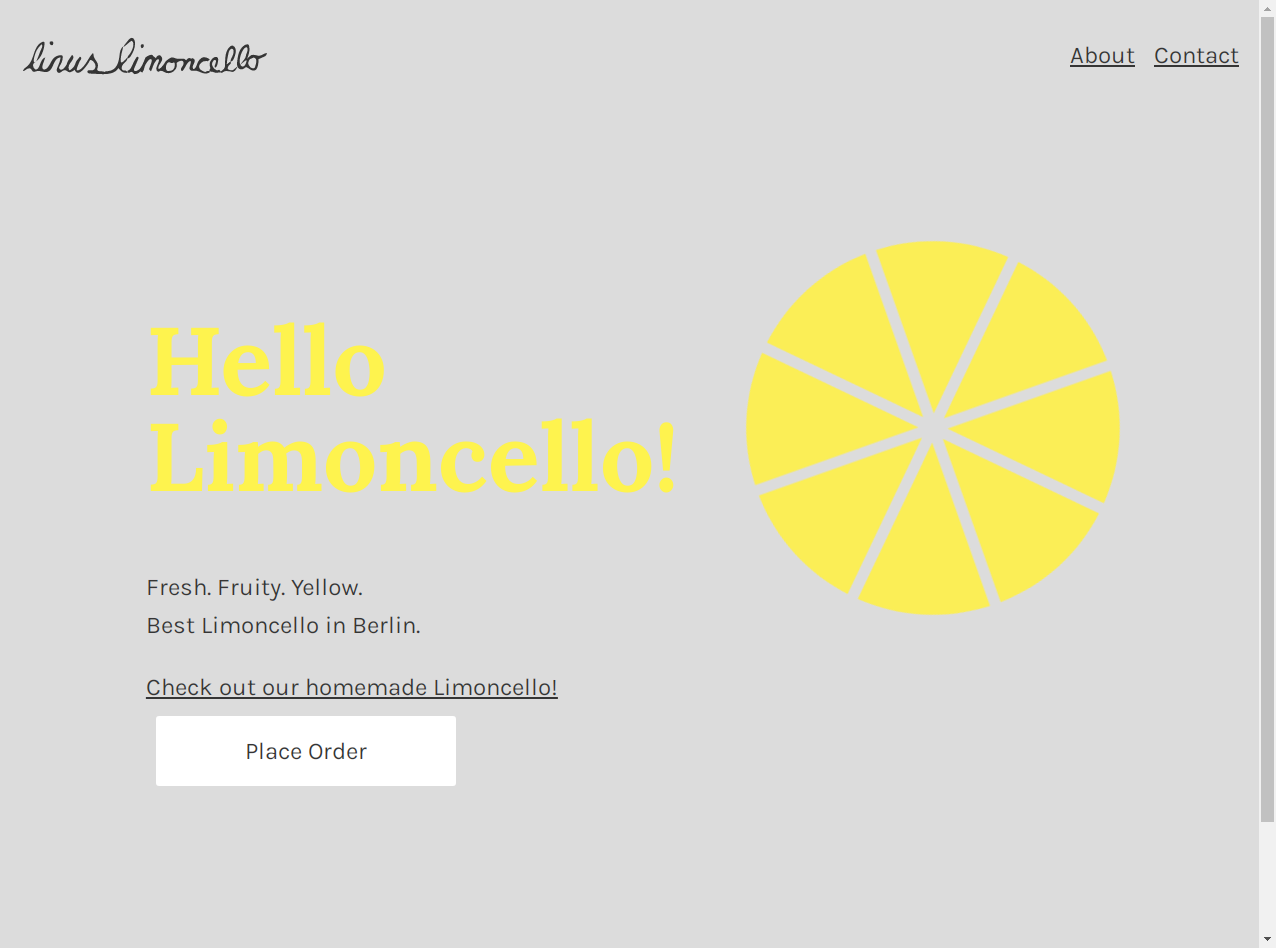 linus limoncello
About Contact
Hello
Limoncello!
Fresh. Fruity. Yellow.
Best Limoncello in Berlin.
Check out our homemade Limoncello!
Place Order